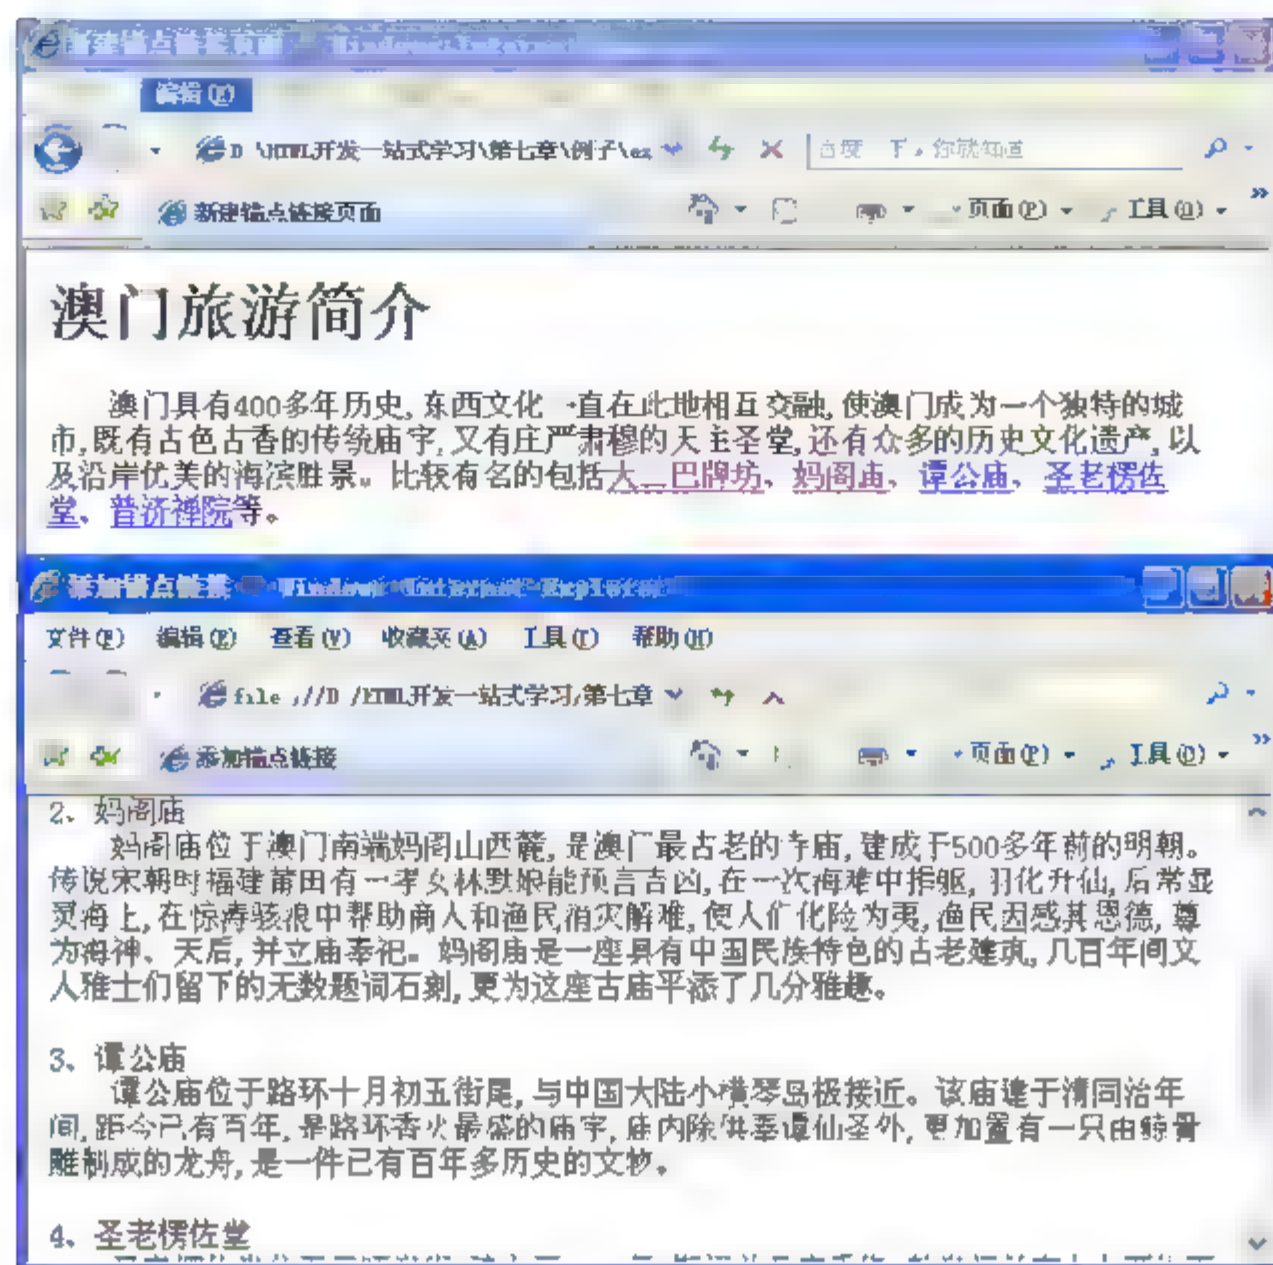 新建锚点链接页面
编辑(E)
D:\HTML开发一站式学习\第七章\例子\ex
百度一下，你就知道
新建锚点链接页面
页面(P)
工具(O)
澳门旅游简介
澳门具有400多年历史,东西文化一直在此地相互交融,使澳门成为一个独特的城
市,既有古色古香的传统庙宇,又有庄严肃穆的天主圣堂,还有众多的历史文化遗产,以
及沿岸优美的海滨胜景。比较有名的包括大三巴牌坊、妈阁庙、谭公庙、圣老楞佐
堂、普济禅院等。
添加锚点链接 - Windows Internet Explorer
文件(F) 编辑(E) 查看(V) 收藏夹(A) 工具(T) 帮助(H)
file:///D:/HTML开发一站式学习/第七章
添加锚点链接
页面(P)
工具(O)
2、妈阁庙
妈阁庙位于澳门南端妈阁山西麓,是澳门最古老的寺庙,建成于500多年前的明朝。
传说宋朝时福建莆田有一孝女林默娘能预言吉凶,在一次海难中捐躯,羽化升仙,后常显
灵海上,在惊涛骇浪中帮助商人和渔民消灾解难,使人们化险为夷,渔民因感其恩德,尊
为海神、天后,并立庙奉祀。妈阁庙是一座具有中国民族特色的古老建筑,几百年间文
人雅士们留下的无数题词石刻,更为这座古庙平添了几分雅趣。
3、谭公庙
谭公庙位于路环十月初五街尾,与中国大陆小横琴岛极接近。该庙建于清同治年
间,距今已有百年,是路环香火最盛的庙宇,庙内除供奉谭仙圣外,更加置有一只由鲸骨
雕制成的龙舟,是一件已有百年多历史的文物。
4、圣老楞佐堂